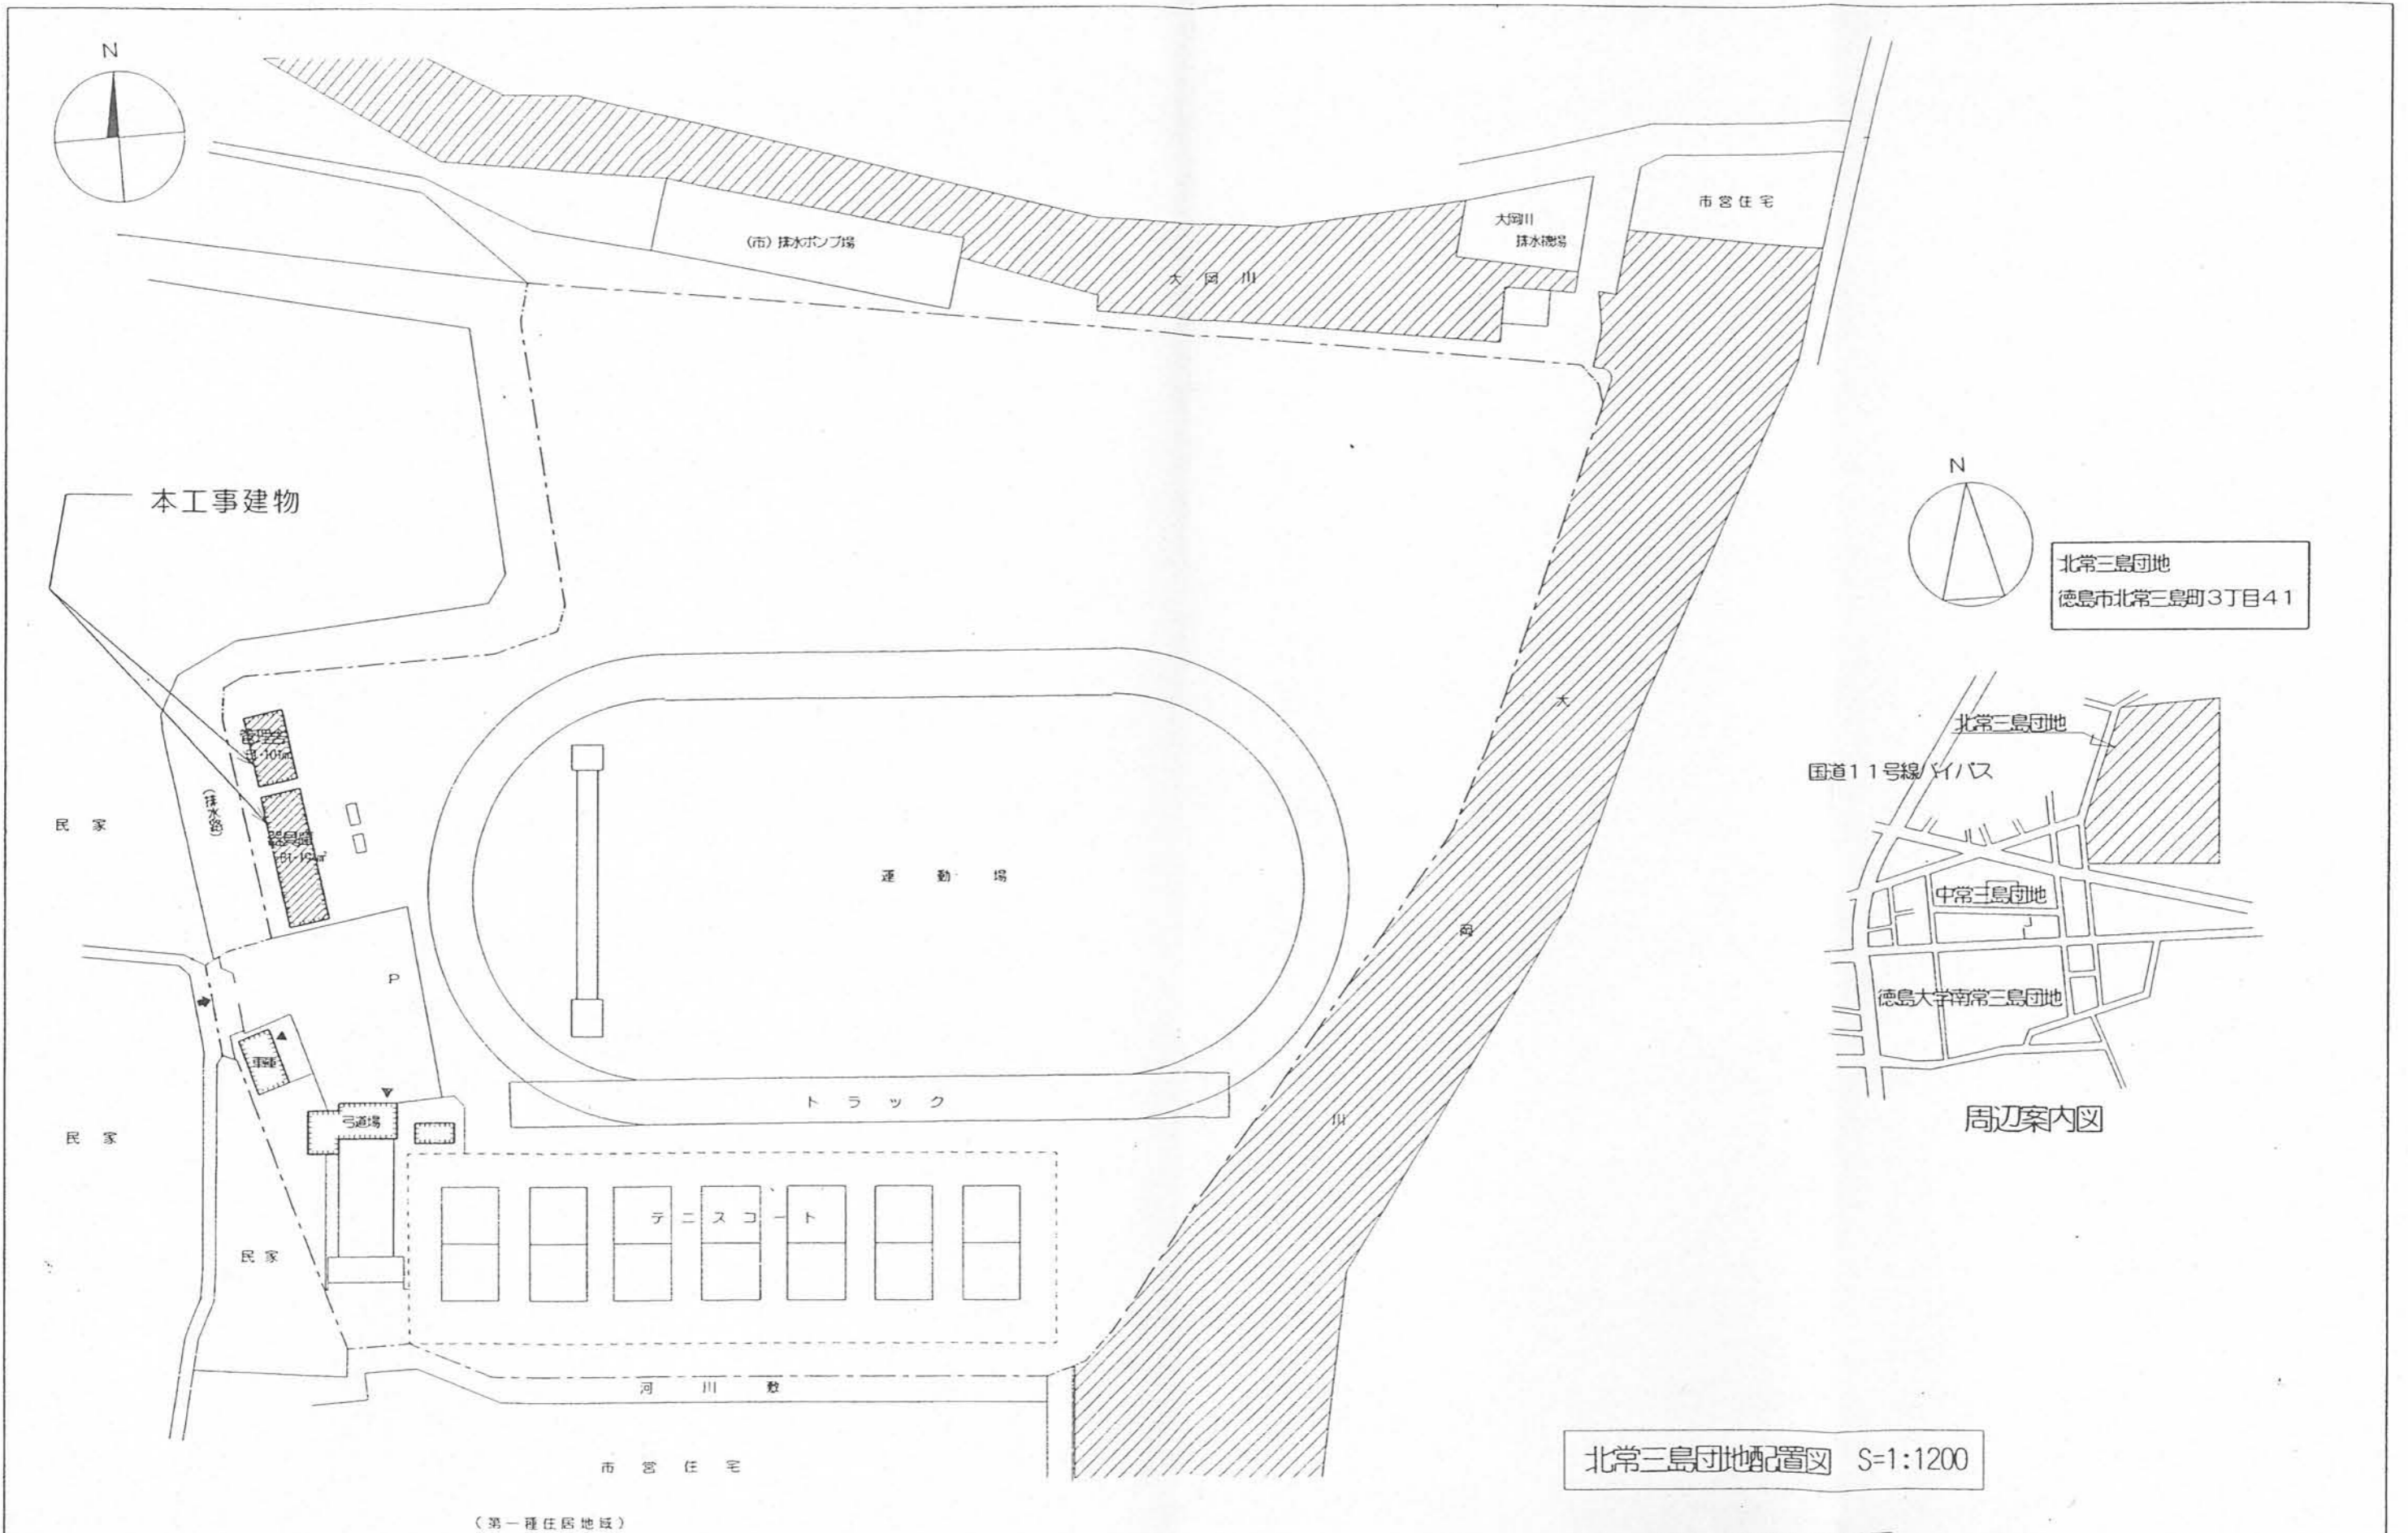 N
(市)排水ポンプ場
大岡川
排水機場
市営住宅
大岡川
本工事建物
N
北常三島団地
徳島市北常三島町3丁目41
管理舎
器具庫
(排水路)
民家
運動場
大岡川
北常三島団地
国道11号線バイパス
中常三島団地
徳島大学南常三島団地
周辺案内図
P
弓道場
トラック
民家
テニスコート
民家
河川敷
市営住宅
北常三島団地配置図 S=1:1200
(第一種住居地域)